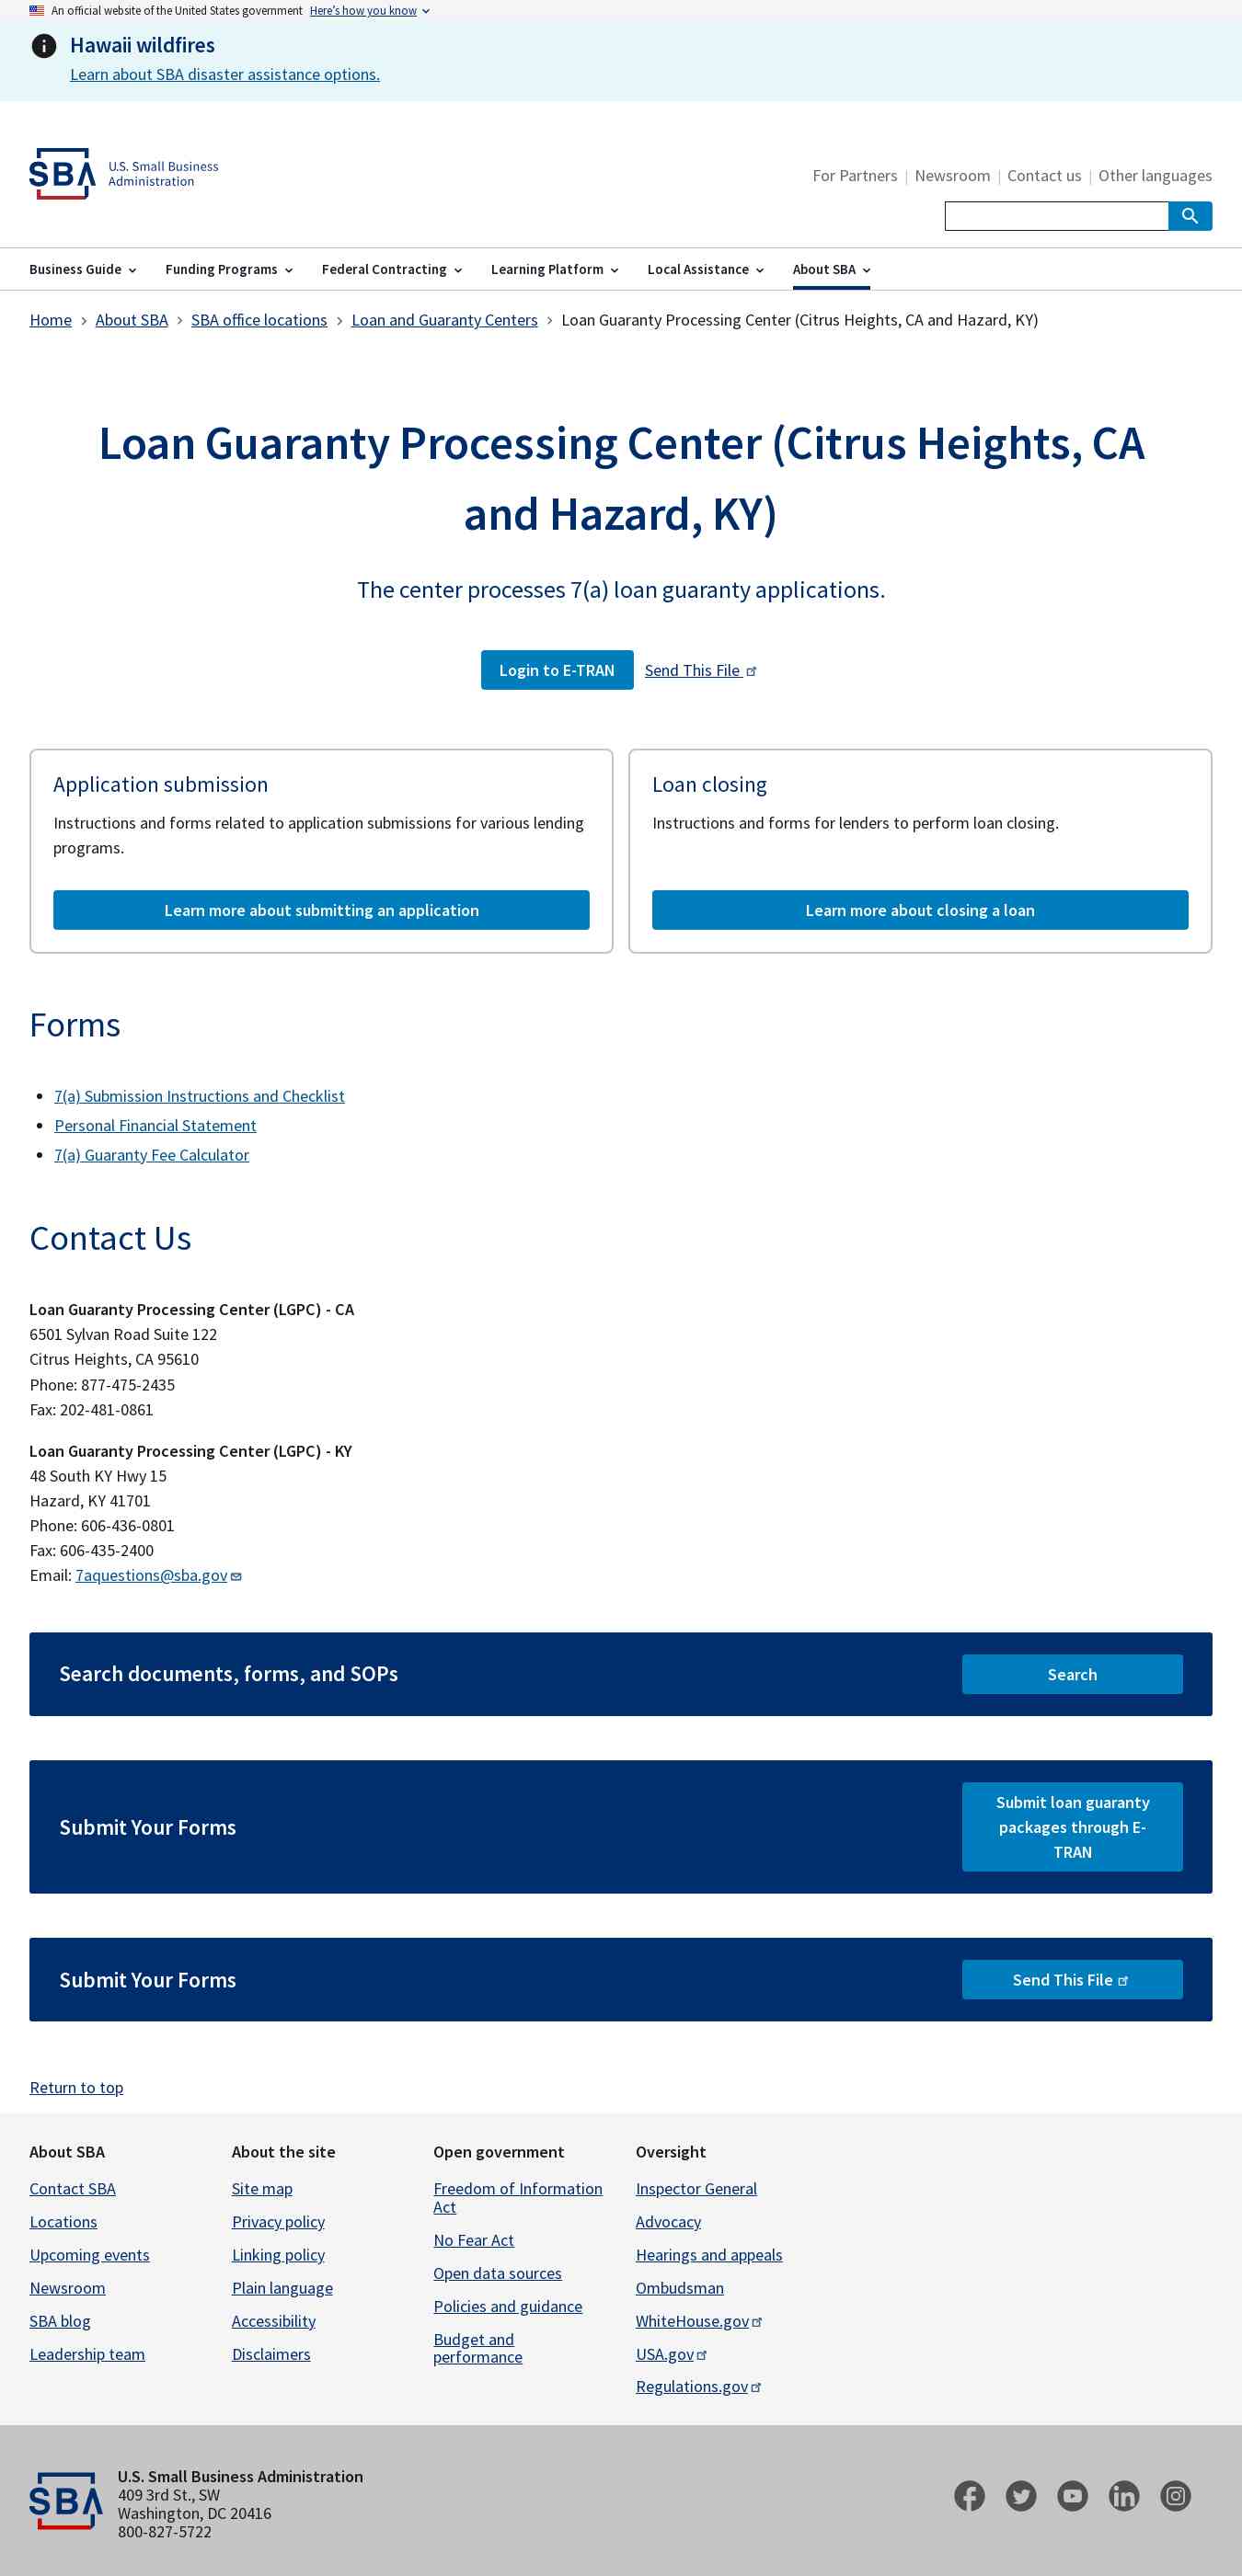 An official website of the United States government Here's how you know
Hawaii wildfires
Learn about SBA disaster assistance options.
SBA
U.S. Small Business
Administration
For Partners | Newsroom | Contact us | Other languages
Business Guide Funding Programs Federal Contracting Learning Platform Local Assistance About SBA
Home > About SBA > SBA office locations > Loan and Guaranty Centers > Loan Guaranty Processing Center (Citrus Heights, CA and Hazard, KY)
Loan Guaranty Processing Center (Citrus Heights, CA
and Hazard, KY)
The center processes 7(a) loan guaranty applications.
Login to E-TRAN Send This File
Application submission
Instructions and forms related to application submissions for various lending
programs.
Learn more about submitting an application
Loan closing
Instructions and forms for lenders to perform loan closing.
Learn more about closing a loan
Forms
• 7(a) Submission Instructions and Checklist
• Personal Financial Statement
• 7(a) Guaranty Fee Calculator
Contact Us
Loan Guaranty Processing Center (LGPC) - CA
6501 Sylvan Road Suite 122
Citrus Heights, CA 95610
Phone: 877-475-2435
Fax: 202-481-0861
Loan Guaranty Processing Center (LGPC) - KY
48 South KY Hwy 15
Hazard, KY 41701
Phone: 606-436-0801
Fax: 606-435-2400
Email: 7aquestions@sba.gov
Search documents, forms, and SOPs
Search
Submit Your Forms
Submit loan guaranty
packages through E-
TRAN
Submit Your Forms
Send This File
Return to top
About SBA
Contact SBA
Locations
Upcoming events
Newsroom
SBA blog
Leadership team
About the site
Site map
Privacy policy
Linking policy
Plain language
Accessibility
Disclaimers
Open government
Freedom of Information
Act
No Fear Act
Open data sources
Policies and guidance
Budget and
performance
Oversight
Inspector General
Advocacy
Hearings and appeals
Ombudsman
WhiteHouse.gov
USA.gov
Regulations.gov
SBA
U.S. Small Business Administration
409 3rd St., SW
Washington, DC 20416
800-827-5722